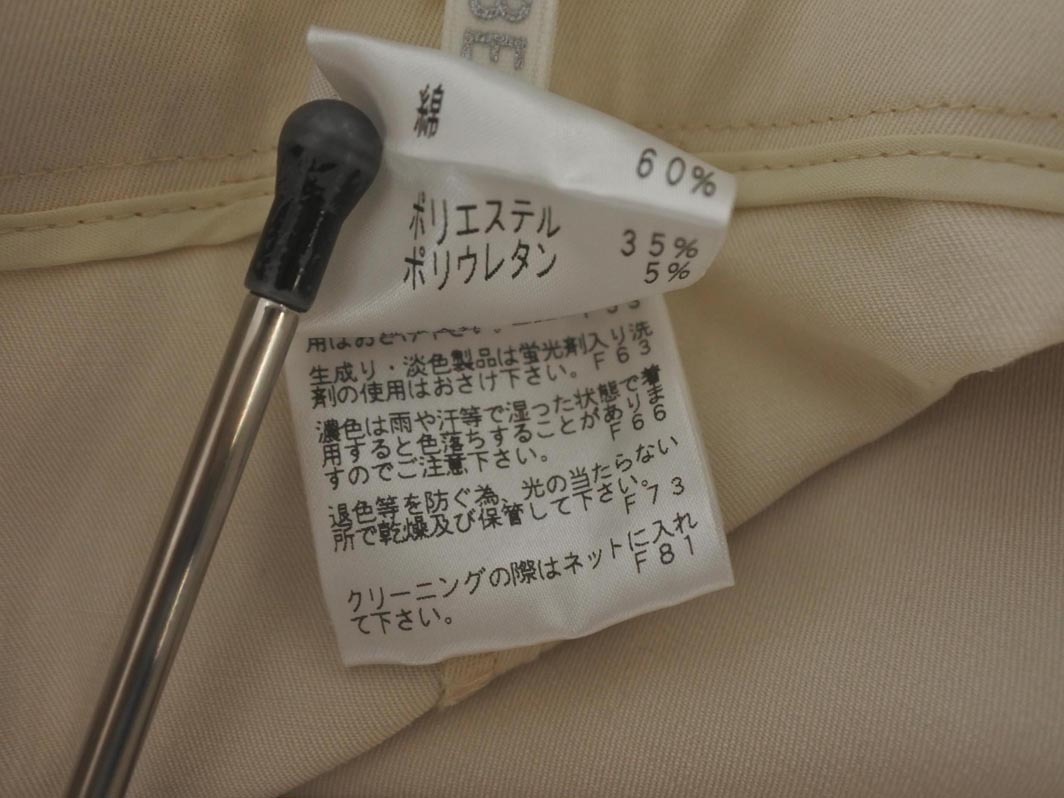 BE
綿 60%
ポリエステル 35%
ポリウレタン 5%
生成り・淡色製品は蛍光剤入り洗
剤の使用はおさけ下さい。F63
濃色は雨や汗等で湿った状態で着
用すると色落ちすることがありま
すのでご注意下さい。F66
退色等を防ぐ為、光の当たらない
所で乾燥及び保管して下さい。F73
クリーニングの際はネットに入れ
て下さい。F81